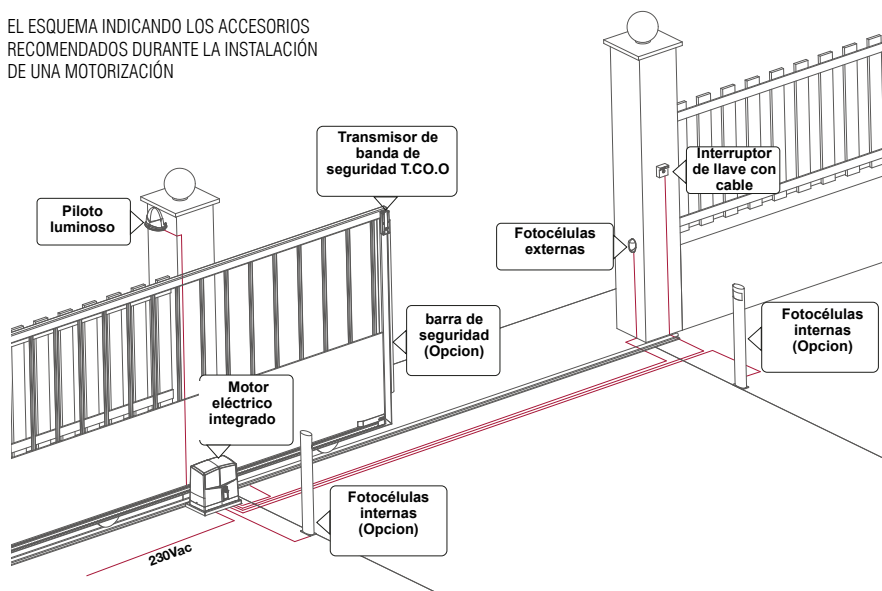 EL ESQUEMA INDICANDO LOS ACCESORIOS
RECOMENDADOS DURANTE LA INSTALACIÓN
DE UNA MOTORIZACIÓN
Transmisor de
banda de
seguridad T.CO.O
Interruptor
de llave con
cable
Piloto
luminoso
Fotocélulas
externas
barra de
seguridad
(Opcion)
Fotocélulas
internas
(Opcion)
Motor
eléctrico
integrado
Fotocélulas
internas
(Opcion)
230Vac